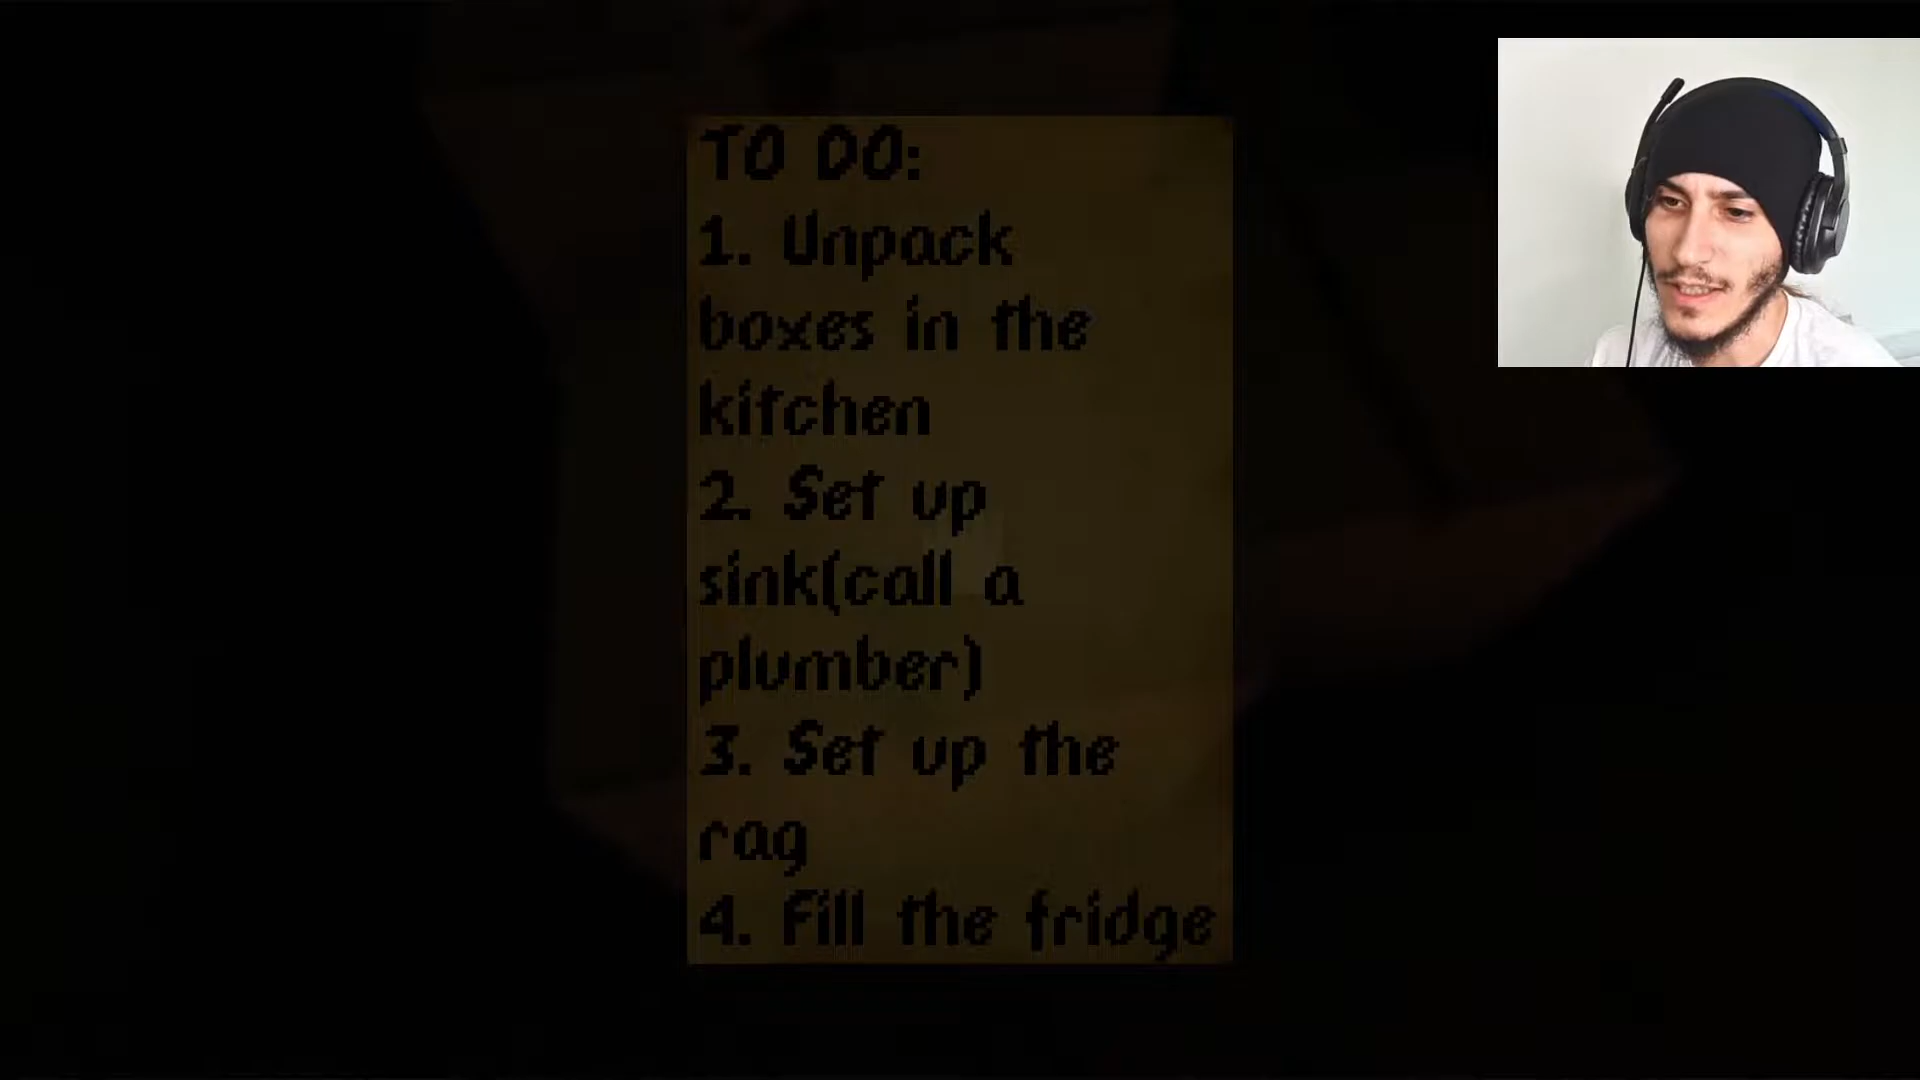 TO DO:
1. Unpack
boxes in the
kitchen
2. Set up
sink(call a
plumber)
3. Set up the
rag
4. Fill the fridge